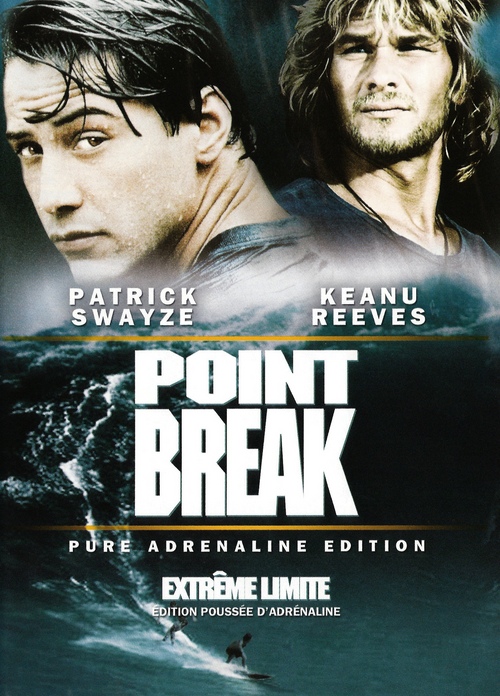 PATRICK SWAYZE
KEANU REEVES
POINT
BREAK
PURE ADRENALINE EDITION
EXTRÊME LIMITE
ÉDITION POUSSÉE D'ADRÉNALINE